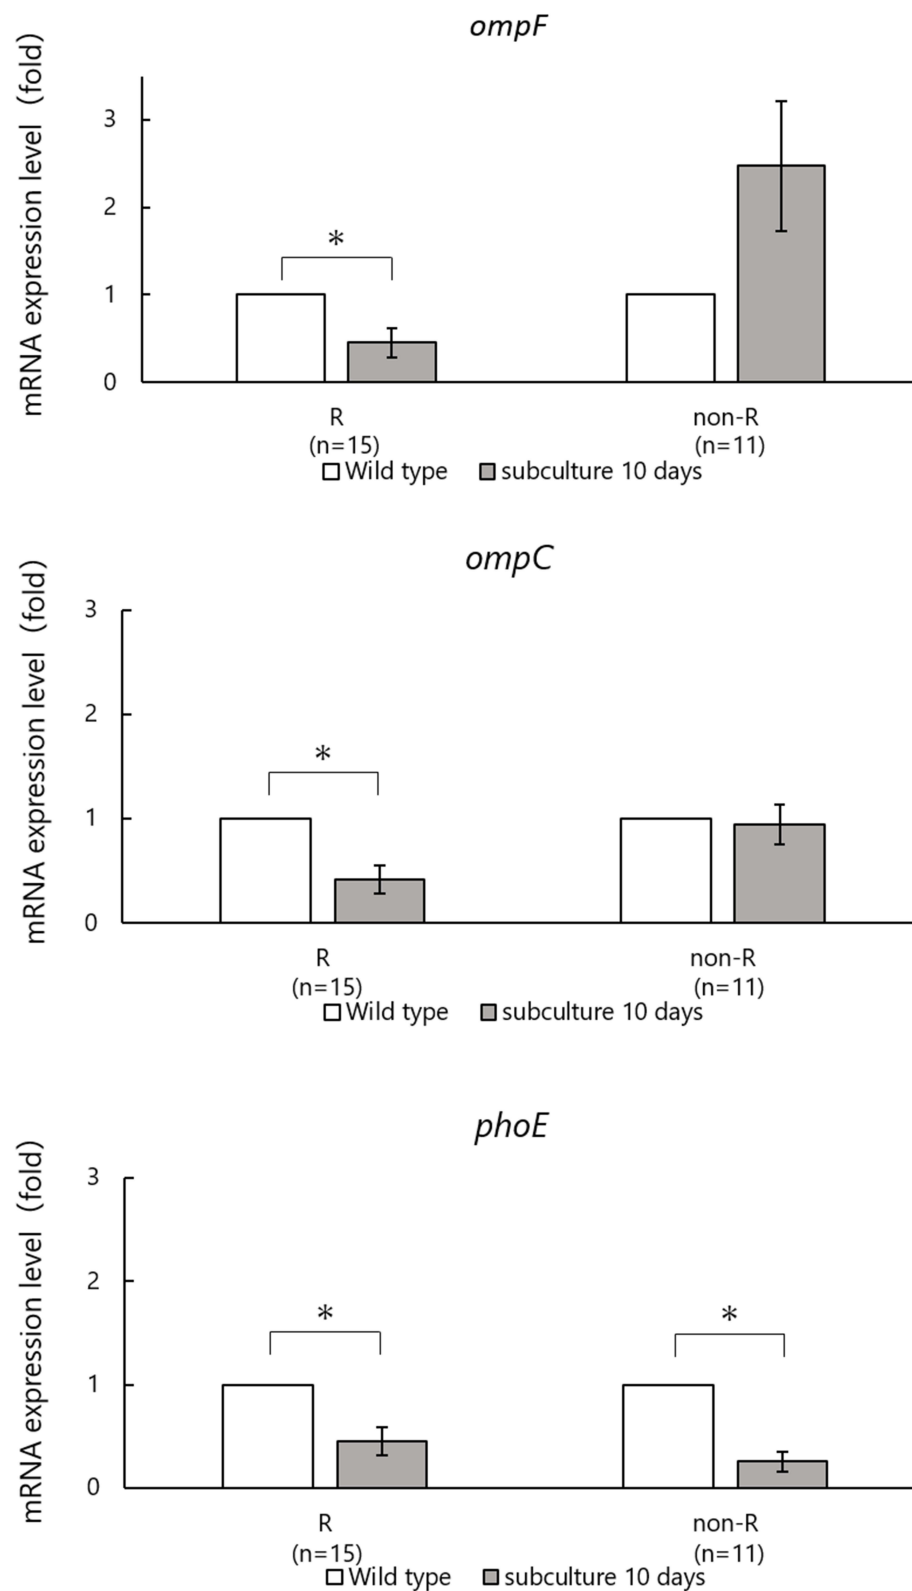 ompF
mRNA expression level (fold)
3
2
1
0
*
R
(n=15)
non-R
(n=11)
Wild type
subculture 10 days
ompC
mRNA expression level (fold)
3
2
1
0
*
R
(n=15)
non-R
(n=11)
Wild type
subculture 10 days
phoE
mRNA expression level (fold)
3
2
1
0
*
*
R
(n=15)
non-R
(n=11)
Wild type
subculture 10 days